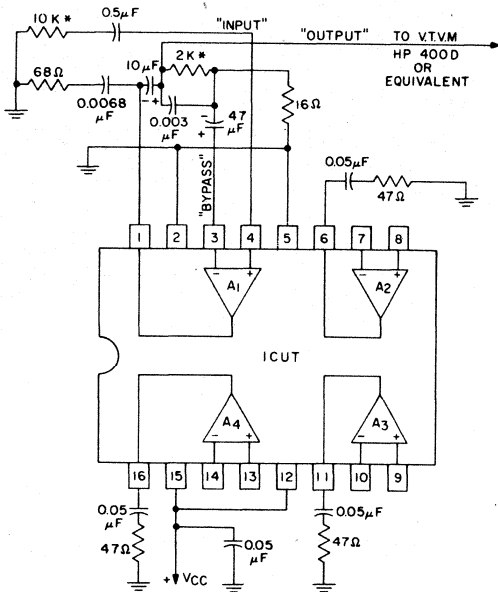 10 K*
0.5μF
"INPUT"
"OUTPUT"
TO V.T.V.M
HP 400D
OR
EQUIVALENT
68Ω
0.0068
μF
10μF
- +
2 K*
0.003
μF
-
+
47
μF
16Ω
"BYPASS"
0.05μF
47Ω
1
2
3
4
5
6
7
8
- +
A1
- +
A2
ICUT
A4
- +
A3
- +
16
15
14
13
12
11
10
9
0.05
μF
47Ω
+ VCC
0.05
μF
0.05μF
47Ω